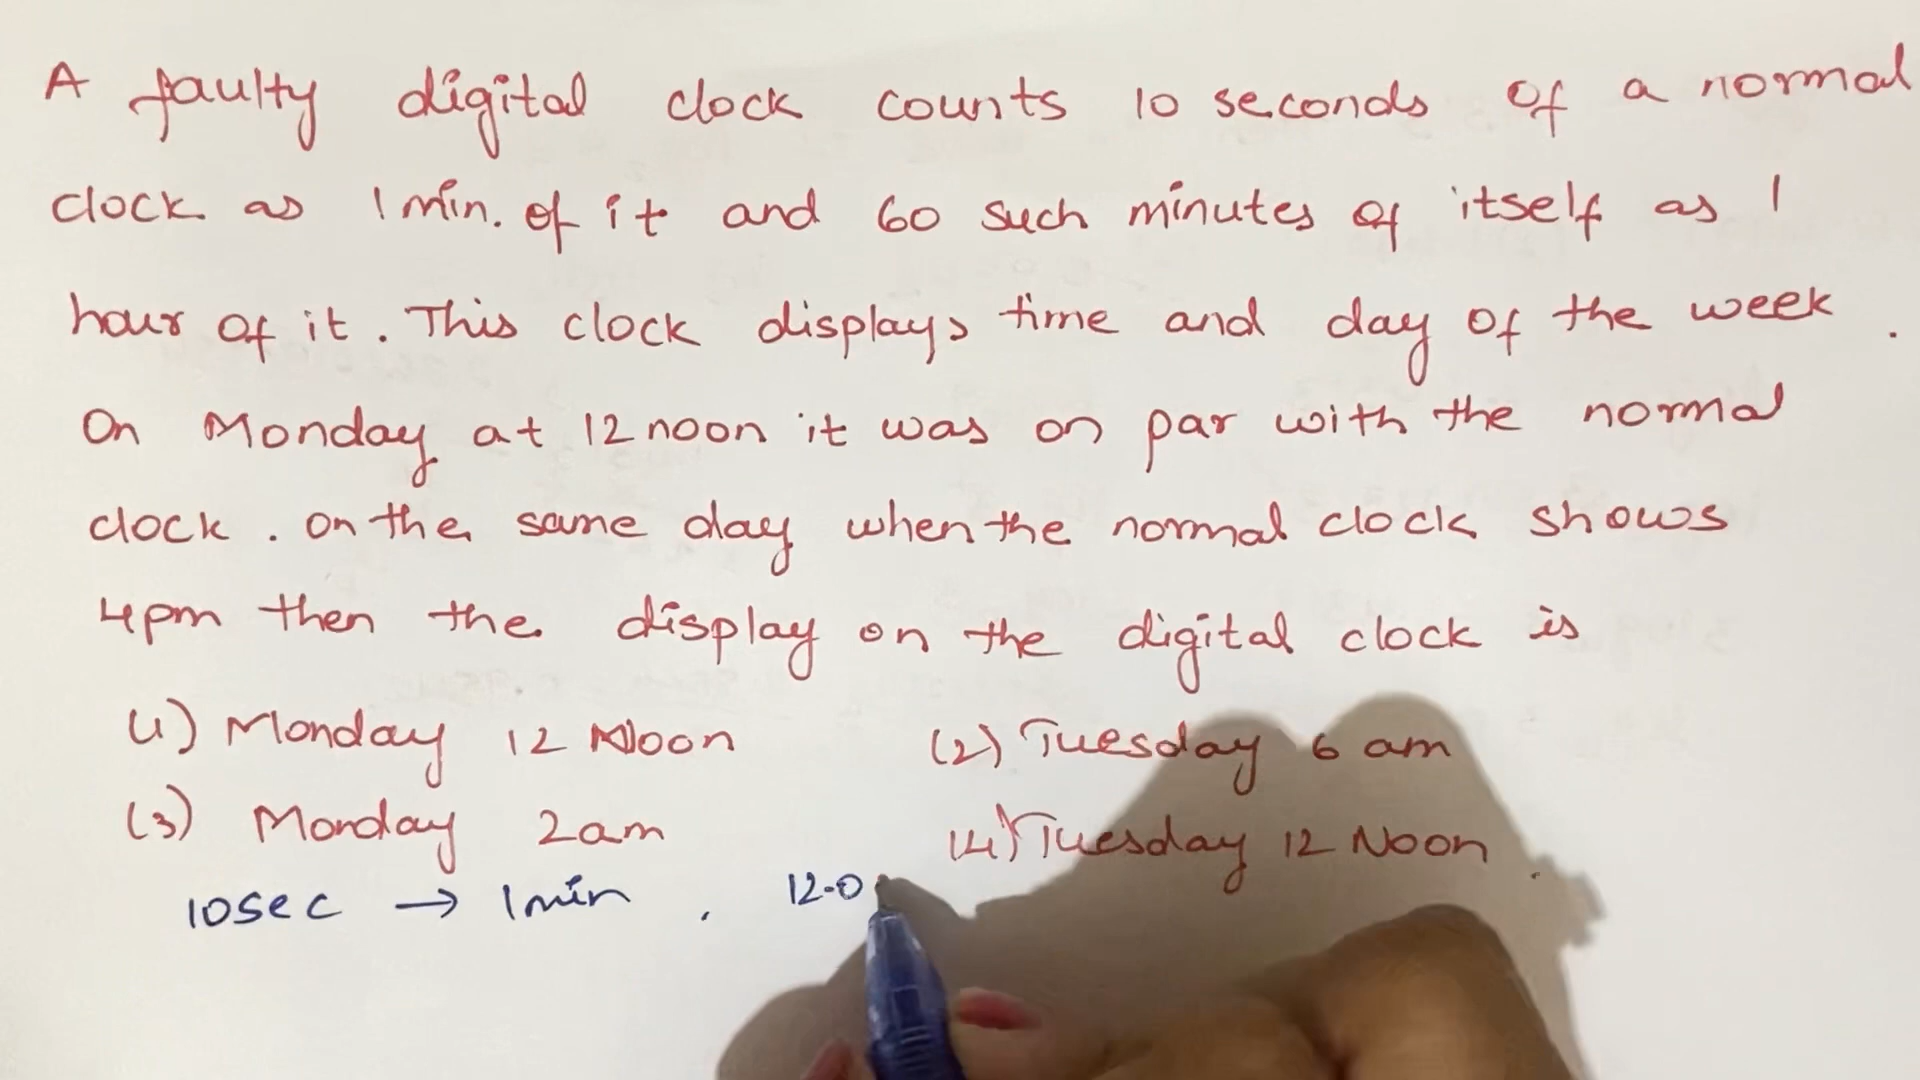 A faulty digital clock counts 10 seconds of a normal
clock as 1 min. of it and 60 such minutes of itself as 1
hour of it. This clock displays time and day of the week.
On Monday at 12 noon it was on par with the normal
clock. on the same day when the normal clock shows
4pm then the display on the digital clock is
(1) Monday 12 Noon (2) Tuesday 6 am
(3) Monday 2am (4) Tuesday 12 Noon.
10sec → 1min , 12-0